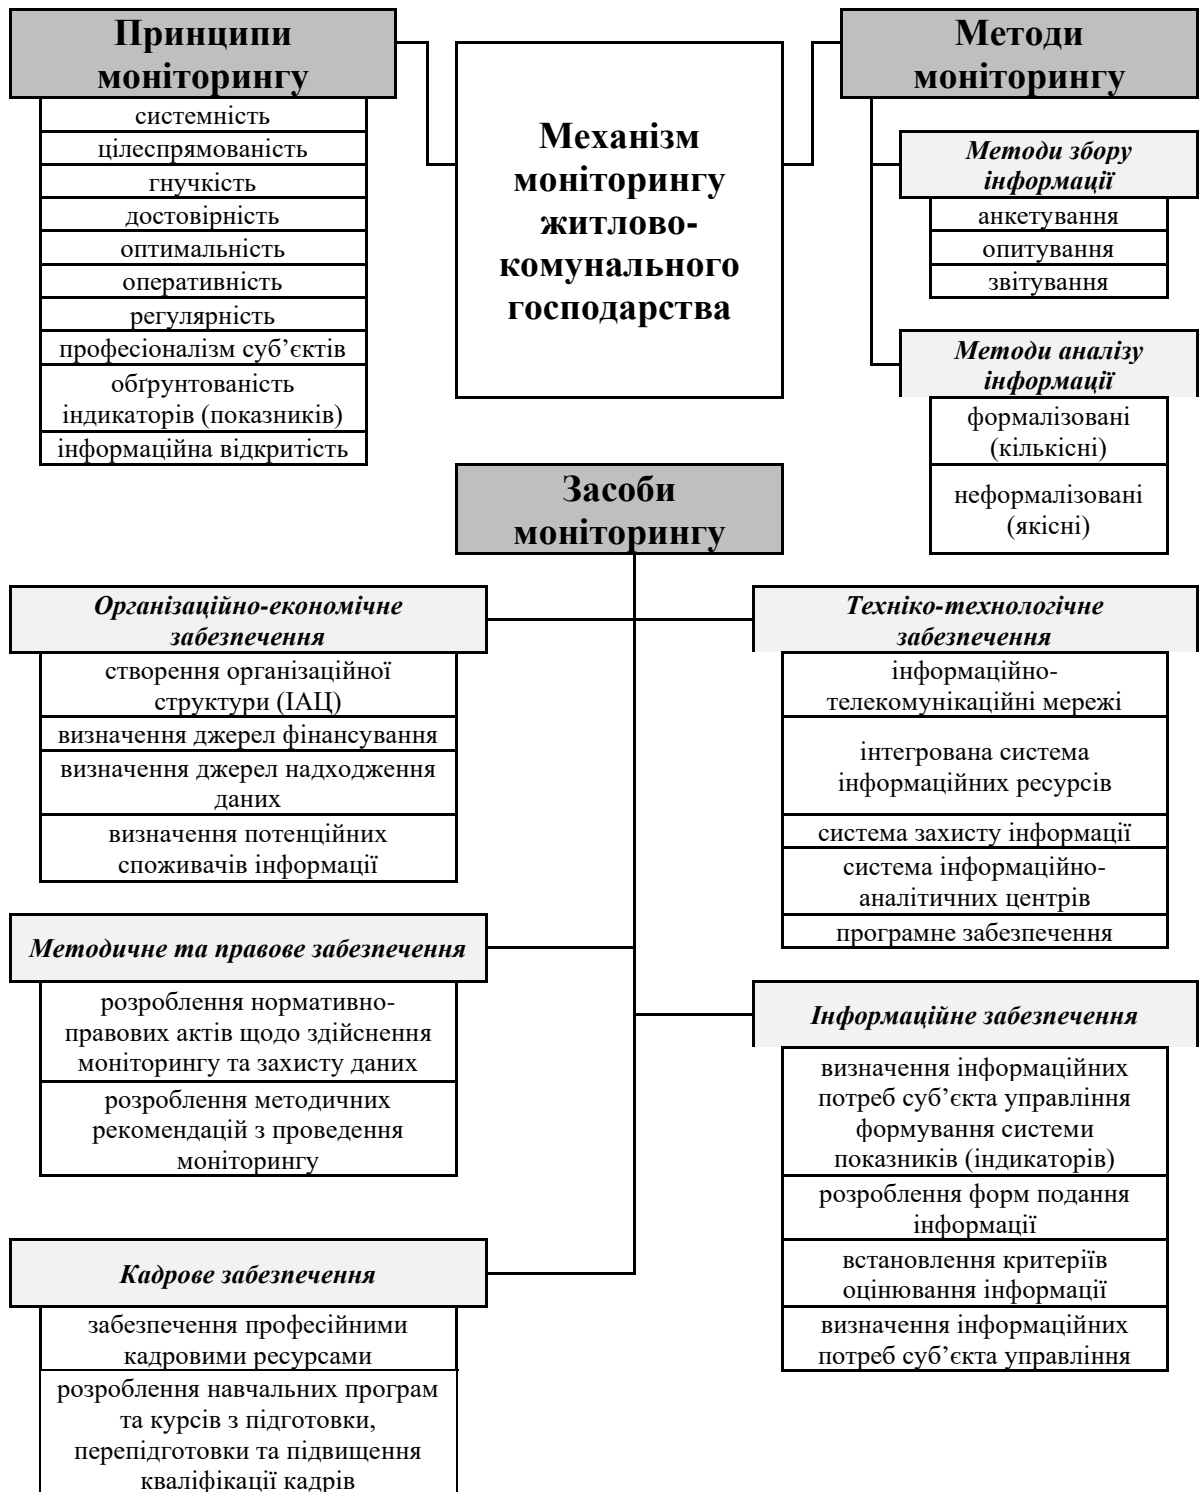 Принципи
моніторингу
системність
цілеспрямованість
гнучкість
достовірність
оптимальність
оперативність
регулярність
професіоналізм суб’єктів
обґрунтованість
індикаторів (показників)
інформаційна відкритість
Механізм
моніторингу
житлово-
комунального
господарства
Методи
моніторингу
Методи збору
інформації
анкетування
опитування
звітування
Методи аналізу
інформації
формалізовані
(кількісні)
неформалізовані
(якісні)
Засоби
моніторингу
Організаційно-економічне
забезпечення
створення організаційної
структури (ІАЦ)
визначення джерел фінансування
визначення джерел надходження
даних
визначення потенційних
споживачів інформації
Методичне та правове забезпечення
розроблення нормативно-
правових актів щодо здійснення
моніторингу та захисту даних
розроблення методичних
рекомендацій з проведення
моніторингу
Кадрове забезпечення
забезпечення професійними
кадровими ресурсами
розроблення навчальних програм
та курсів з підготовки,
перепідготовки та підвищення
кваліфікації кадрів
Техніко-технологічне
забезпечення
інформаційно-
телекомунікаційні мережі
інтегрована система
інформаційних ресурсів
система захисту інформації
система інформаційно-
аналітичних центрів
програмне забезпечення
Інформаційне забезпечення
визначення інформаційних
потреб суб’єкта управління
формування системи
показників (індикаторів)
розроблення форм подання
інформації
встановлення критеріїв
оцінювання інформації
визначення інформаційних
потреб суб’єкта управління